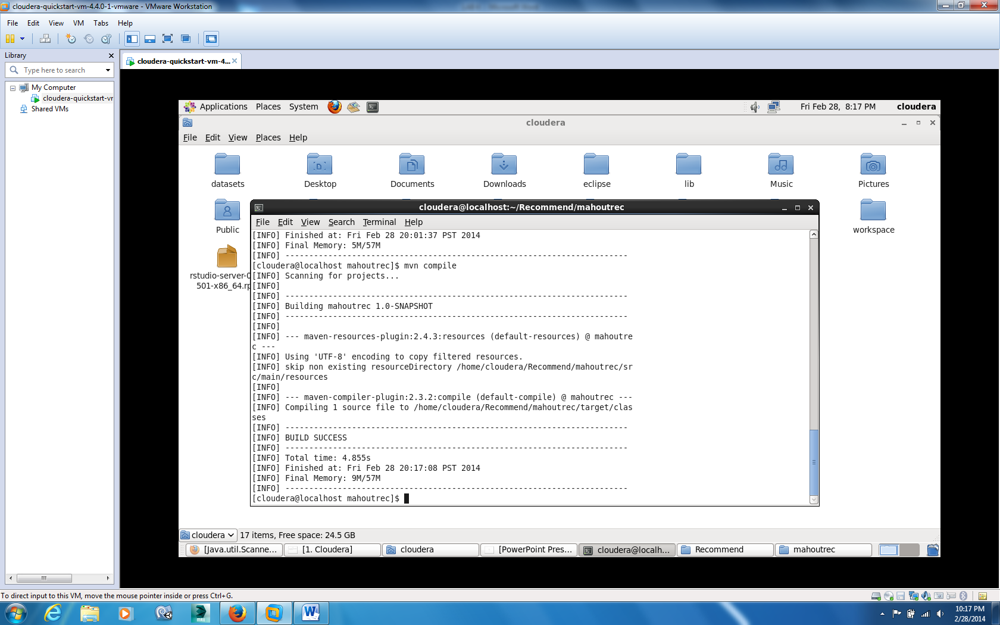 cloudera-quickstart-vm-4.4.0-1-vmware - VMware Workstation
File Edit View VM Tabs Help
Library
cloudera-quickstart-vm-4...
Type here to search
My Computer
cloudera-quickstart-vr
Shared VMs
Applications Places System
Fri Feb 28, 8:17 PM cloudera
cloudera
File Edit View Places Help
datasets Desktop Documents Downloads eclipse lib Music Pictures
Public workspace
rstudio-server-0
501-x86_64.rp
cloudera@localhost:~/Recommend/mahoutrec
File Edit View Search Terminal Help
[INFO] Finished at: Fri Feb 28 20:01:37 PST 2014
[INFO] Final Memory: 5M/57M
[INFO] ------------------------------------------------------------------------
[cloudera@localhost mahoutrec]$ mvn compile
[INFO] Scanning for projects...
[INFO]
[INFO] ------------------------------------------------------------------------
[INFO] Building mahoutrec 1.0-SNAPSHOT
[INFO] ------------------------------------------------------------------------
[INFO]
[INFO] --- maven-resources-plugin:2.4.3:resources (default-resources) @ mahoutre
c ---
[INFO] Using 'UTF-8' encoding to copy filtered resources.
[INFO] skip non existing resourceDirectory /home/cloudera/Recommend/mahoutrec/sr
c/main/resources
[INFO]
[INFO] --- maven-compiler-plugin:2.3.2:compile (default-compile) @ mahoutrec ---
[INFO] Compiling 1 source file to /home/cloudera/Recommend/mahoutrec/target/clas
ses
[INFO] ------------------------------------------------------------------------
[INFO] BUILD SUCCESS
[INFO] ------------------------------------------------------------------------
[INFO] Total time: 4.855s
[INFO] Finished at: Fri Feb 28 20:17:08 PST 2014
[INFO] Final Memory: 9M/57M
[INFO] ------------------------------------------------------------------------
[cloudera@localhost mahoutrec]$
cloudera 17 items, Free space: 24.5 GB
[Java.util.Scanne... [1. Cloudera] cloudera [PowerPoint Pres... cloudera@localh... Recommend mahoutrec
To direct input to this VM, move the mouse pointer inside or press Ctrl+G.
10:17 PM
2/28/2014